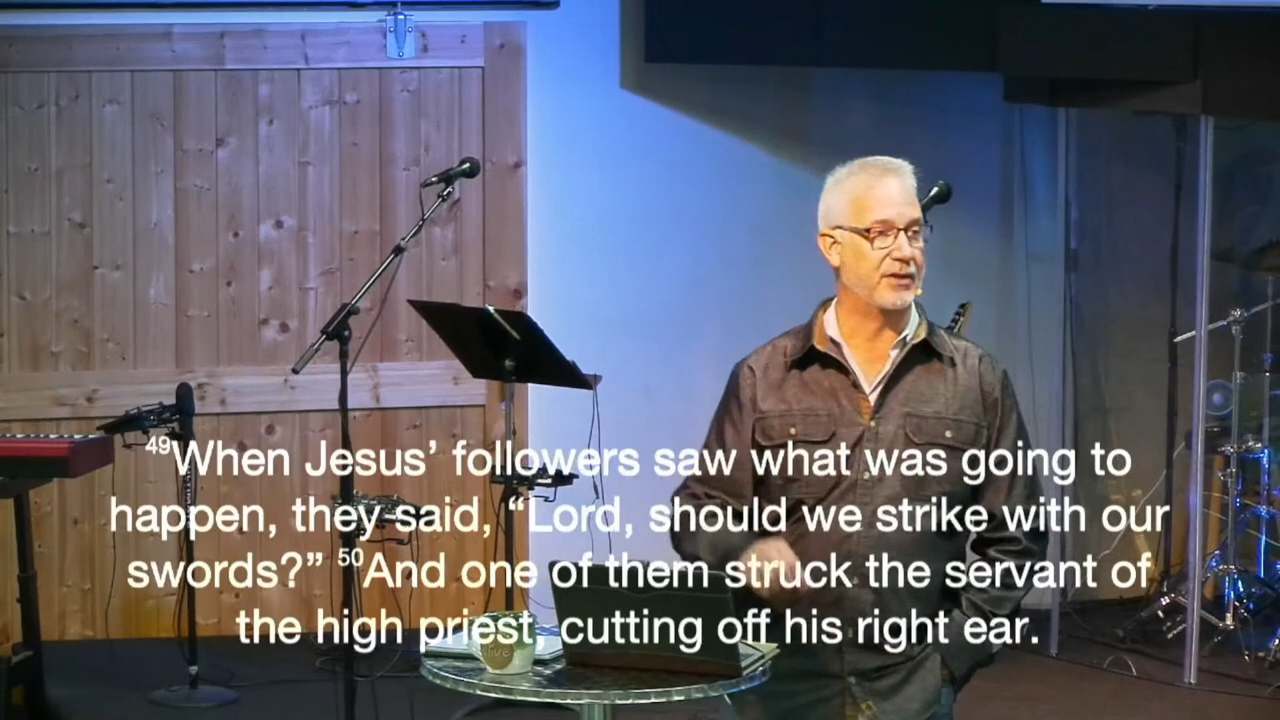 ⁴⁹When Jesus’ followers saw what was going to
happen, they said, “Lord, should we strike with our
swords?” ⁵⁰And one of them struck the servant of
the high priest, cutting off his right ear.